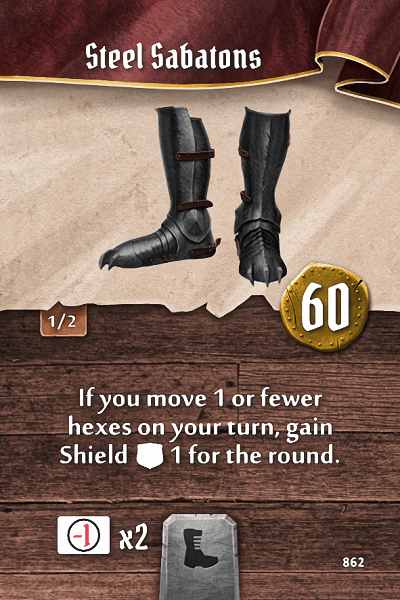 Steel Sabatons
60
1/2
If you move 1 or fewer
hexes on your turn, gain
Shield 1 for the round.
-1 x2
862